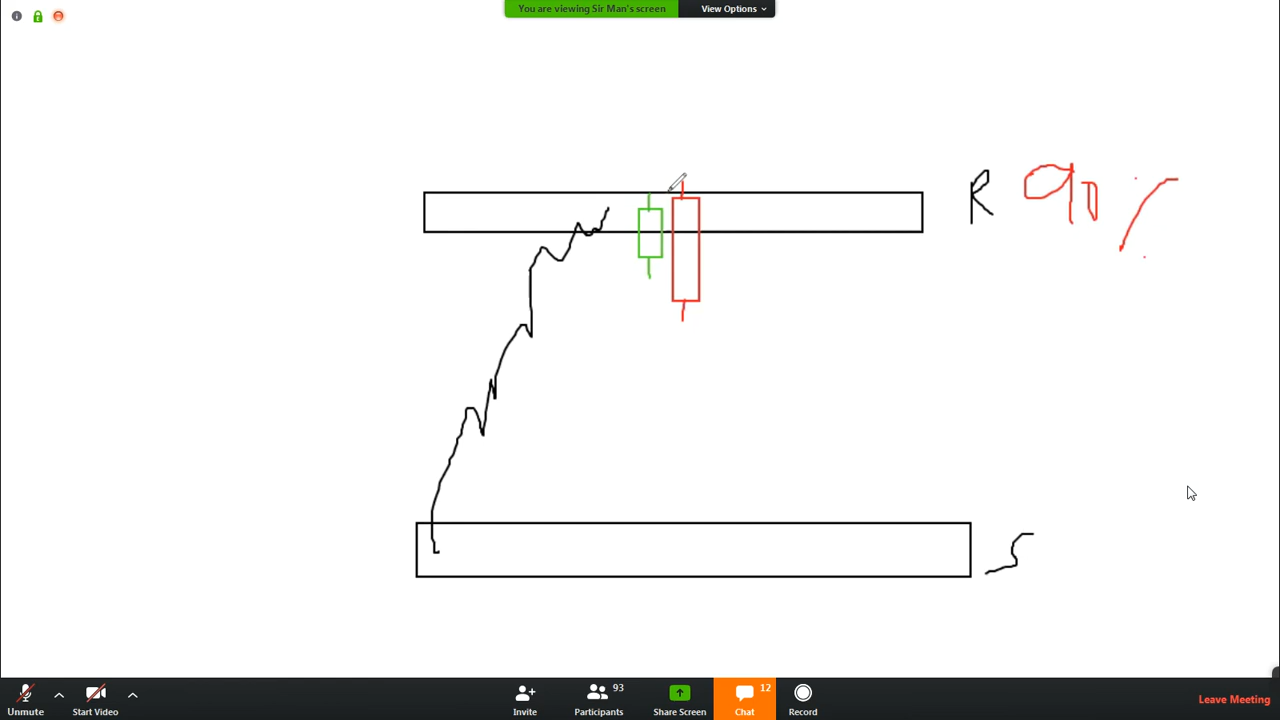 You are viewing Sir Man's screen View Options
R 90 %
S
Unmute Start Video Invite Participants 93 Share Screen Chat 12 Record Leave Meeting